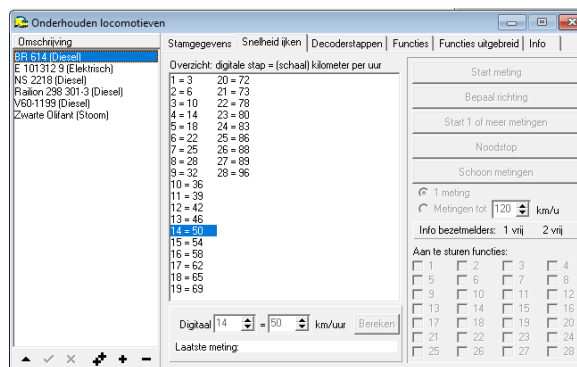 Onderhouden locomotieven
Omschrijving
BR 614 (Diesel)
E 101312 9 (Elektrisch)
NS 2218 (Diesel)
Railion 298 301-3 (Diesel)
V60-1199 (Diesel)
Zwarte Olifant (Stoom)
Stamgegevens Snelheid ijken Decoderstappen Functies Functies uitgebreid Info
Overzicht: digitale stap = (schaal) kilometer per uur
1 = 3 20 = 72
2 = 6 21 = 73
3 = 10 22 = 78
4 = 14 23 = 80
5 = 18 24 = 83
6 = 22 25 = 86
7 = 25 26 = 88
8 = 28 27 = 89
9 = 32 28 = 96
10 = 36
11 = 39
12 = 42
13 = 46
14 = 50
15 = 54
16 = 58
17 = 62
18 = 65
19 = 69
Digitaal 14 = 50 km/uur Bereken
Laatste meting:
Start meting
Bepaal richting
Start 1 of meer metingen
Noodstop
Schoon metingen
1 meting
Metingen tot 120 km/u
Info bezetmelders: 1 vrij 2 vrij
Aan te sturen functies:
1 2 3 4
5 6 7 8
9 10 11 12
13 14 15 16
17 18 19 20
21 22 23 24
25 26 27 28